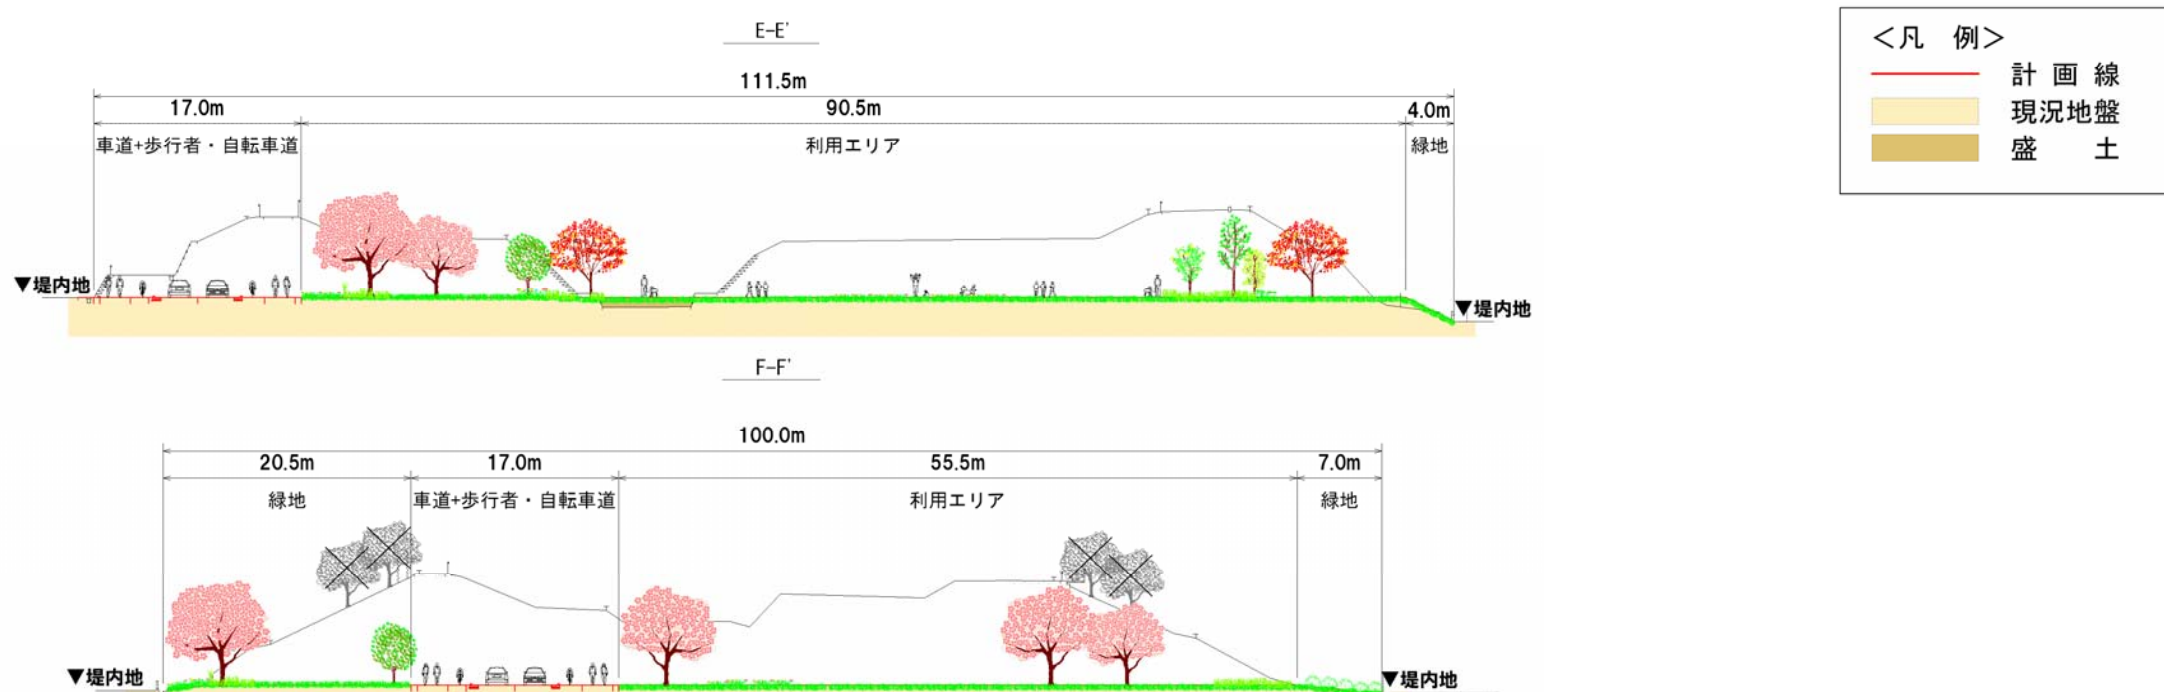 E-E'
111.5m
17.0m 90.5m 4.0m
車道+歩行者・自転車道 利用エリア 緑地
▼堤内地 ▼堤内地
F-F'
100.0m
20.5m 17.0m 55.5m 7.0m
緑地 車道+歩行者・自転車道 利用エリア 緑地
▼堤内地 ▼堤内地
＜凡 例＞
計画線
現況地盤
盛 土